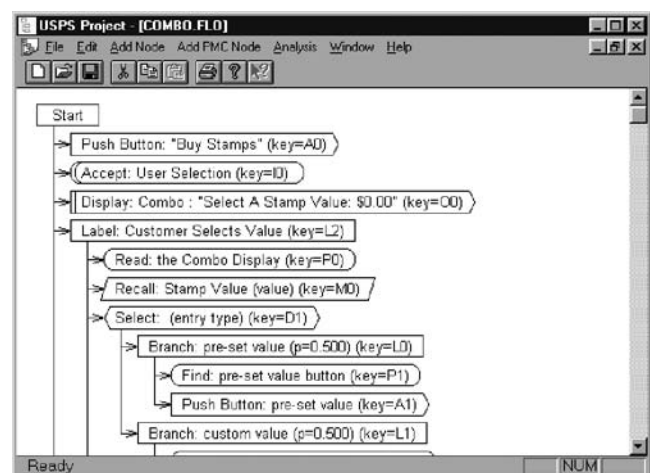 USPS Project - [COMBO.FLO]
File Edit Add Node Add PMC Node Analysis Window Help
Start
Push Button: "Buy Stamps" (key=A0)
Accept: User Selection (key=I0)
Display: Combo : "Select A Stamp Value: $0.00" (key=O0)
Label: Customer Selects Value (key=L2)
Read: the Combo Display (key=P0)
Recall: Stamp Value (value) (key=M0)
Select: (entry type) (key=D1)
Branch: pre-set value (p=0.500) (key=L0)
Find: pre-set value button (key=P1)
Push Button: pre-set value (key=A1)
Branch: custom value (p=0.500) (key=L1)
Ready NUM